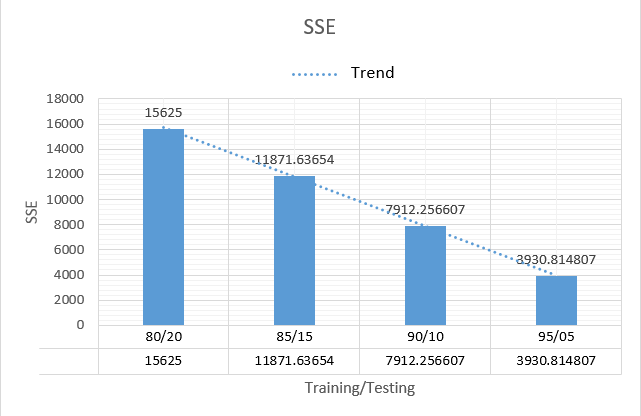 SSE
Trend
18000
16000
14000
12000
10000
8000
6000
4000
2000
0
SSE
15625
11871.63654
7912.256607
3930.814807
80/20 85/15 90/10 95/05
15625 11871.63654 7912.256607 3930.814807
Training/Testing